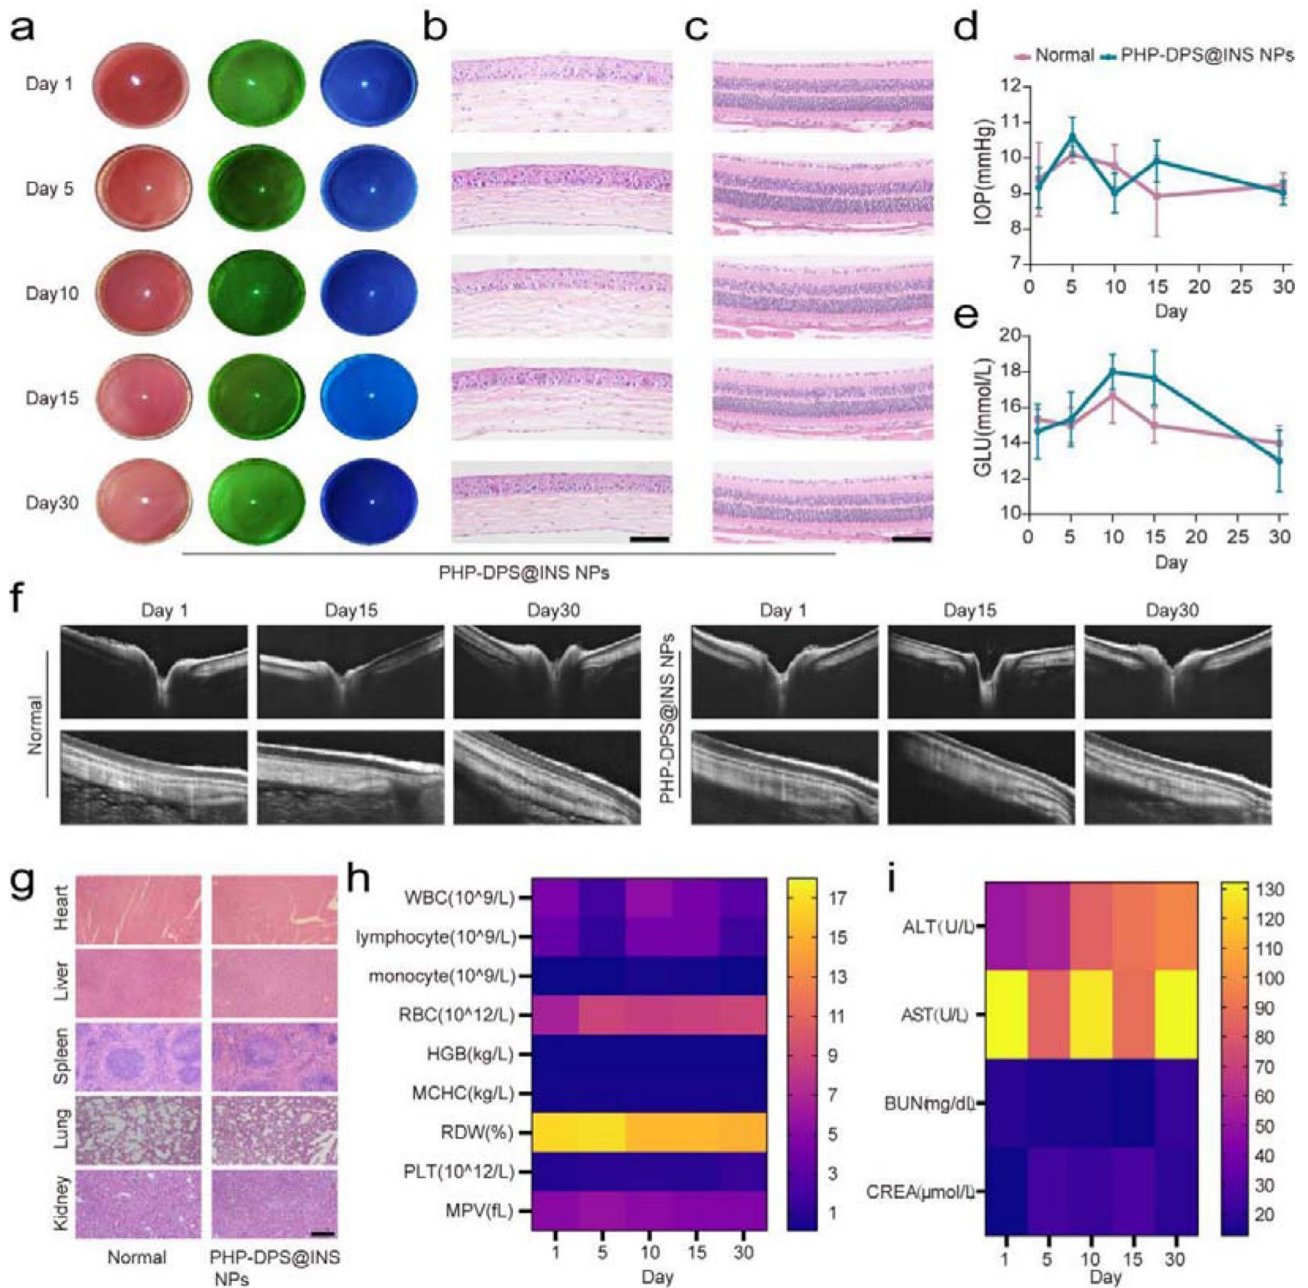 a
b
c
d
Day 1
Day 5
Day10
Day15
Day30
PHP-DPS@INS NPs
Normal PHP-DPS@INS NPs
IOP(mmHg)
12
11
10
9
8
7
0 5 10 15 20 25 30
Day
e
GLU(mmol/L)
20
18
16
14
12
10
0 5 10 15 20 25 30
Day
f
Day 1 Day15 Day30
Normal
Day 1 Day15 Day30
PHP-DPS@INS NPs
g
Heart
Liver
Spleen
Lung
Kidney
Normal PHP-DPS@INS
NPs
h
WBC(10^9/L)
lymphocyte(10^9/L)
monocyte(10^9/L)
RBC(10^12/L)
HGB(kg/L)
MCHC(kg/L)
RDW(%)
PLT(10^12/L)
MPV(fL)
1 5 10 15 30
Day
17
15
13
11
9
7
5
3
1
i
ALT(U/L)
AST(U/L)
BUN(mg/dL)
CREA(µmol/L)
1 5 10 15 30
Day
130
120
110
100
90
80
70
60
50
40
30
20